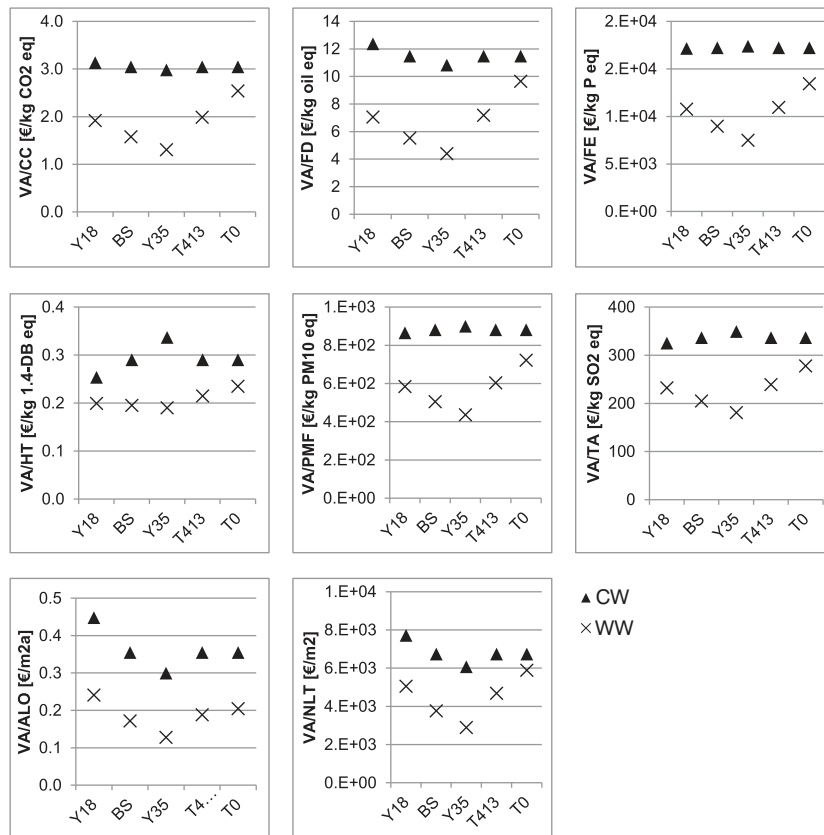 VA/CC [€/kg CO2 eq]
4.0
3.0
2.0
1.0
0.0
Y18
BS
Y35
T413
T0
VA/FD [€/kg oil eq]
14
12
10
8
6
4
2
0
Y18
BS
Y35
T413
T0
VA/FE [€/kg P eq]
2.E+04
2.E+04
1.E+04
5.E+03
0.E+00
Y18
BS
Y35
T413
T0
VA/HT [€/kg 1.4-DB eq]
0.4
0.3
0.2
0.1
0.0
Y18
BS
Y35
T413
T0
VA/PMF [€/kg PM10 eq]
1.E+03
8.E+02
6.E+02
4.E+02
2.E+02
0.E+00
Y18
BS
Y35
T413
T0
VA/TA [€/kg SO2 eq]
400
300
200
100
0
Y18
BS
Y35
T413
T0
VA/ALO [€/m2a]
0.5
0.4
0.3
0.2
0.1
0.0
Y18
BS
Y35
T4...
T0
VA/NLT [€/m2]
1.E+04
8.E+03
6.E+03
4.E+03
2.E+03
0.E+00
Y18
BS
Y35
T413
T0
CW
WW